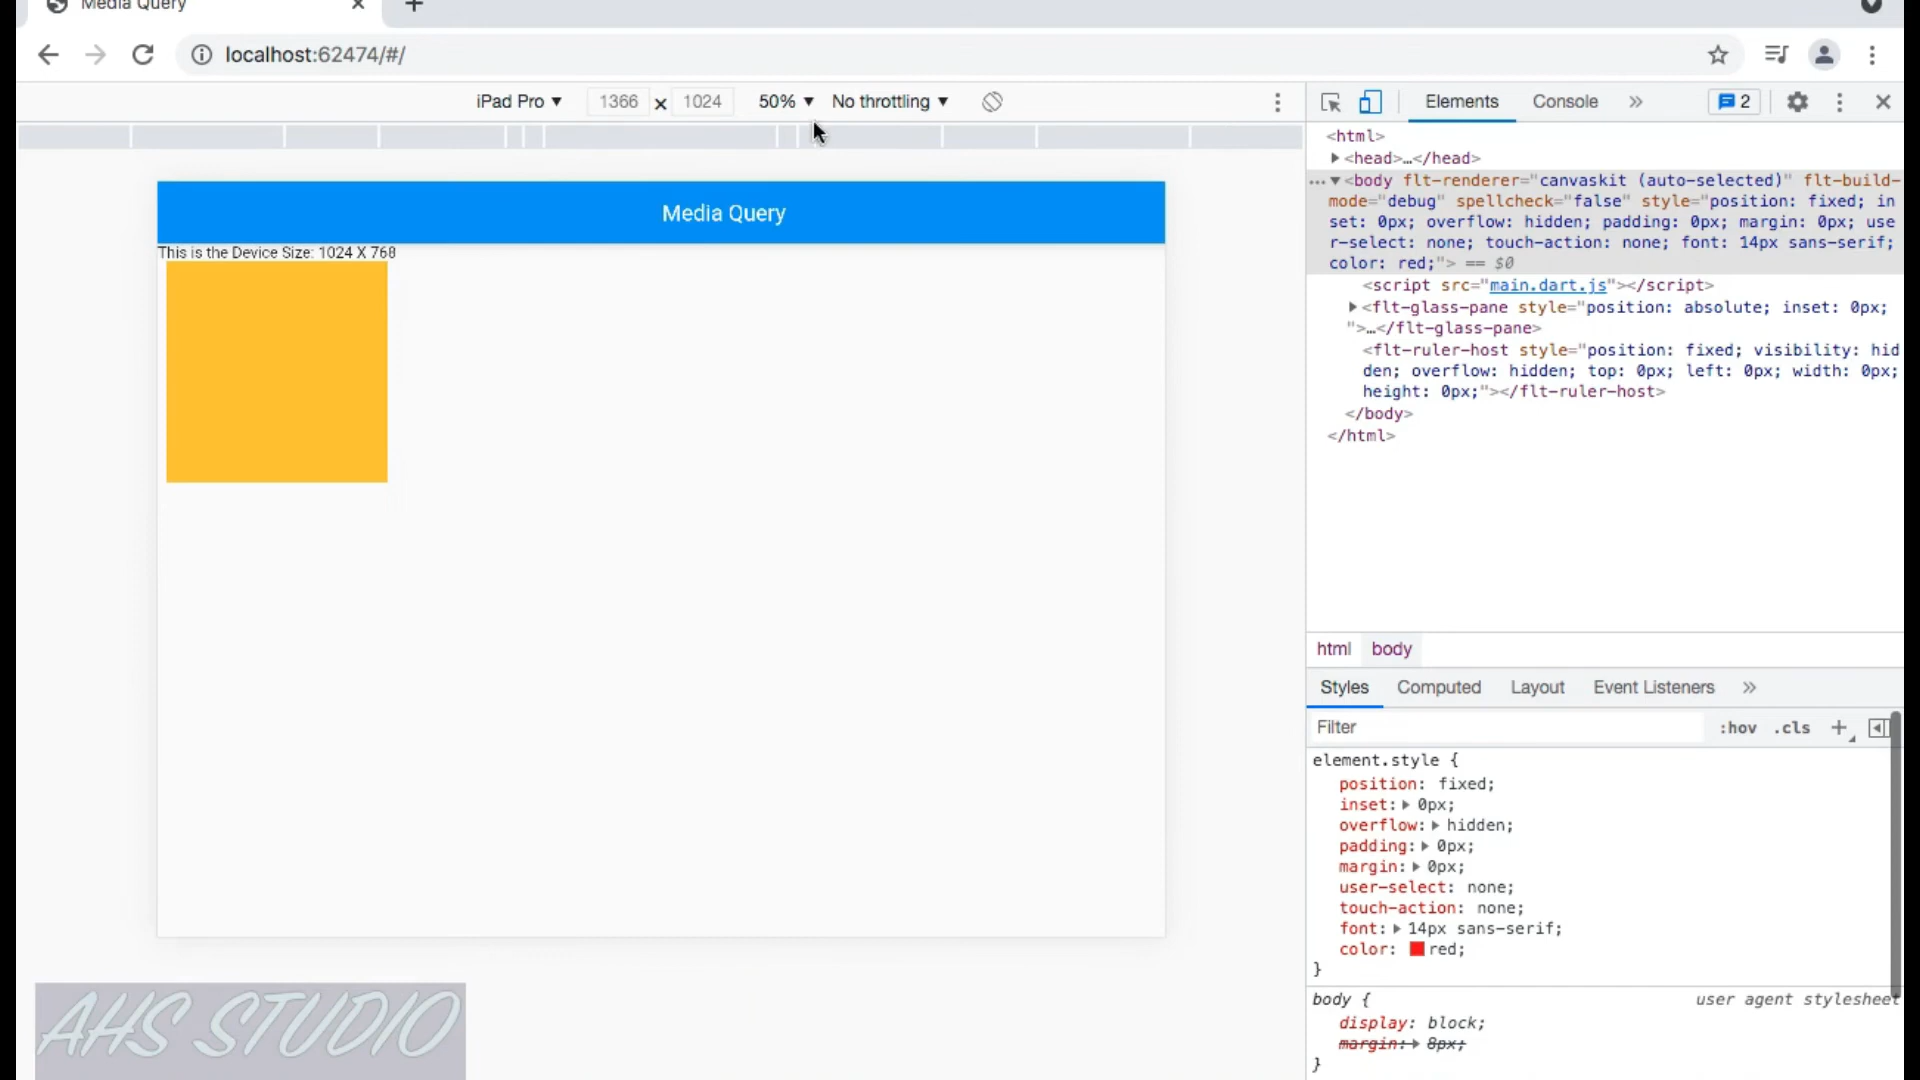 Media Query
localhost:62474/#/
iPad Pro ▼ 1366 × 1024 50% ▼ No throttling ▼
Elements Console » 2
Media Query
This is the Device Size: 1024 X 768
<html>
▶<head>…</head>
…▼<body flt-renderer="canvaskit (auto-selected)" flt-build-
mode="debug" spellcheck="false" style="position: fixed; in
set: 0px; overflow: hidden; padding: 0px; margin: 0px; use
r-select: none; touch-action: none; font: 14px sans-serif;
color: red;"> == $0
<script src="main.dart.js"></script>
▶<flt-glass-pane style="position: absolute; inset: 0px;
">…</flt-glass-pane>
<flt-ruler-host style="position: fixed; visibility: hid
den; overflow: hidden; top: 0px; left: 0px; width: 0px;
height: 0px;"></flt-ruler-host>
</body>
</html>
html body
Styles Computed Layout Event Listeners »
Filter :hov .cls +
element.style {
position: fixed;
inset:▶ 0px;
overflow:▶ hidden;
padding:▶ 0px;
margin:▶ 0px;
user-select: none;
touch-action: none;
font:▶ 14px sans-serif;
color: red;
}
body { user agent stylesheet
display: block;
margin:▶ 8px;
}
AHS STUDIO